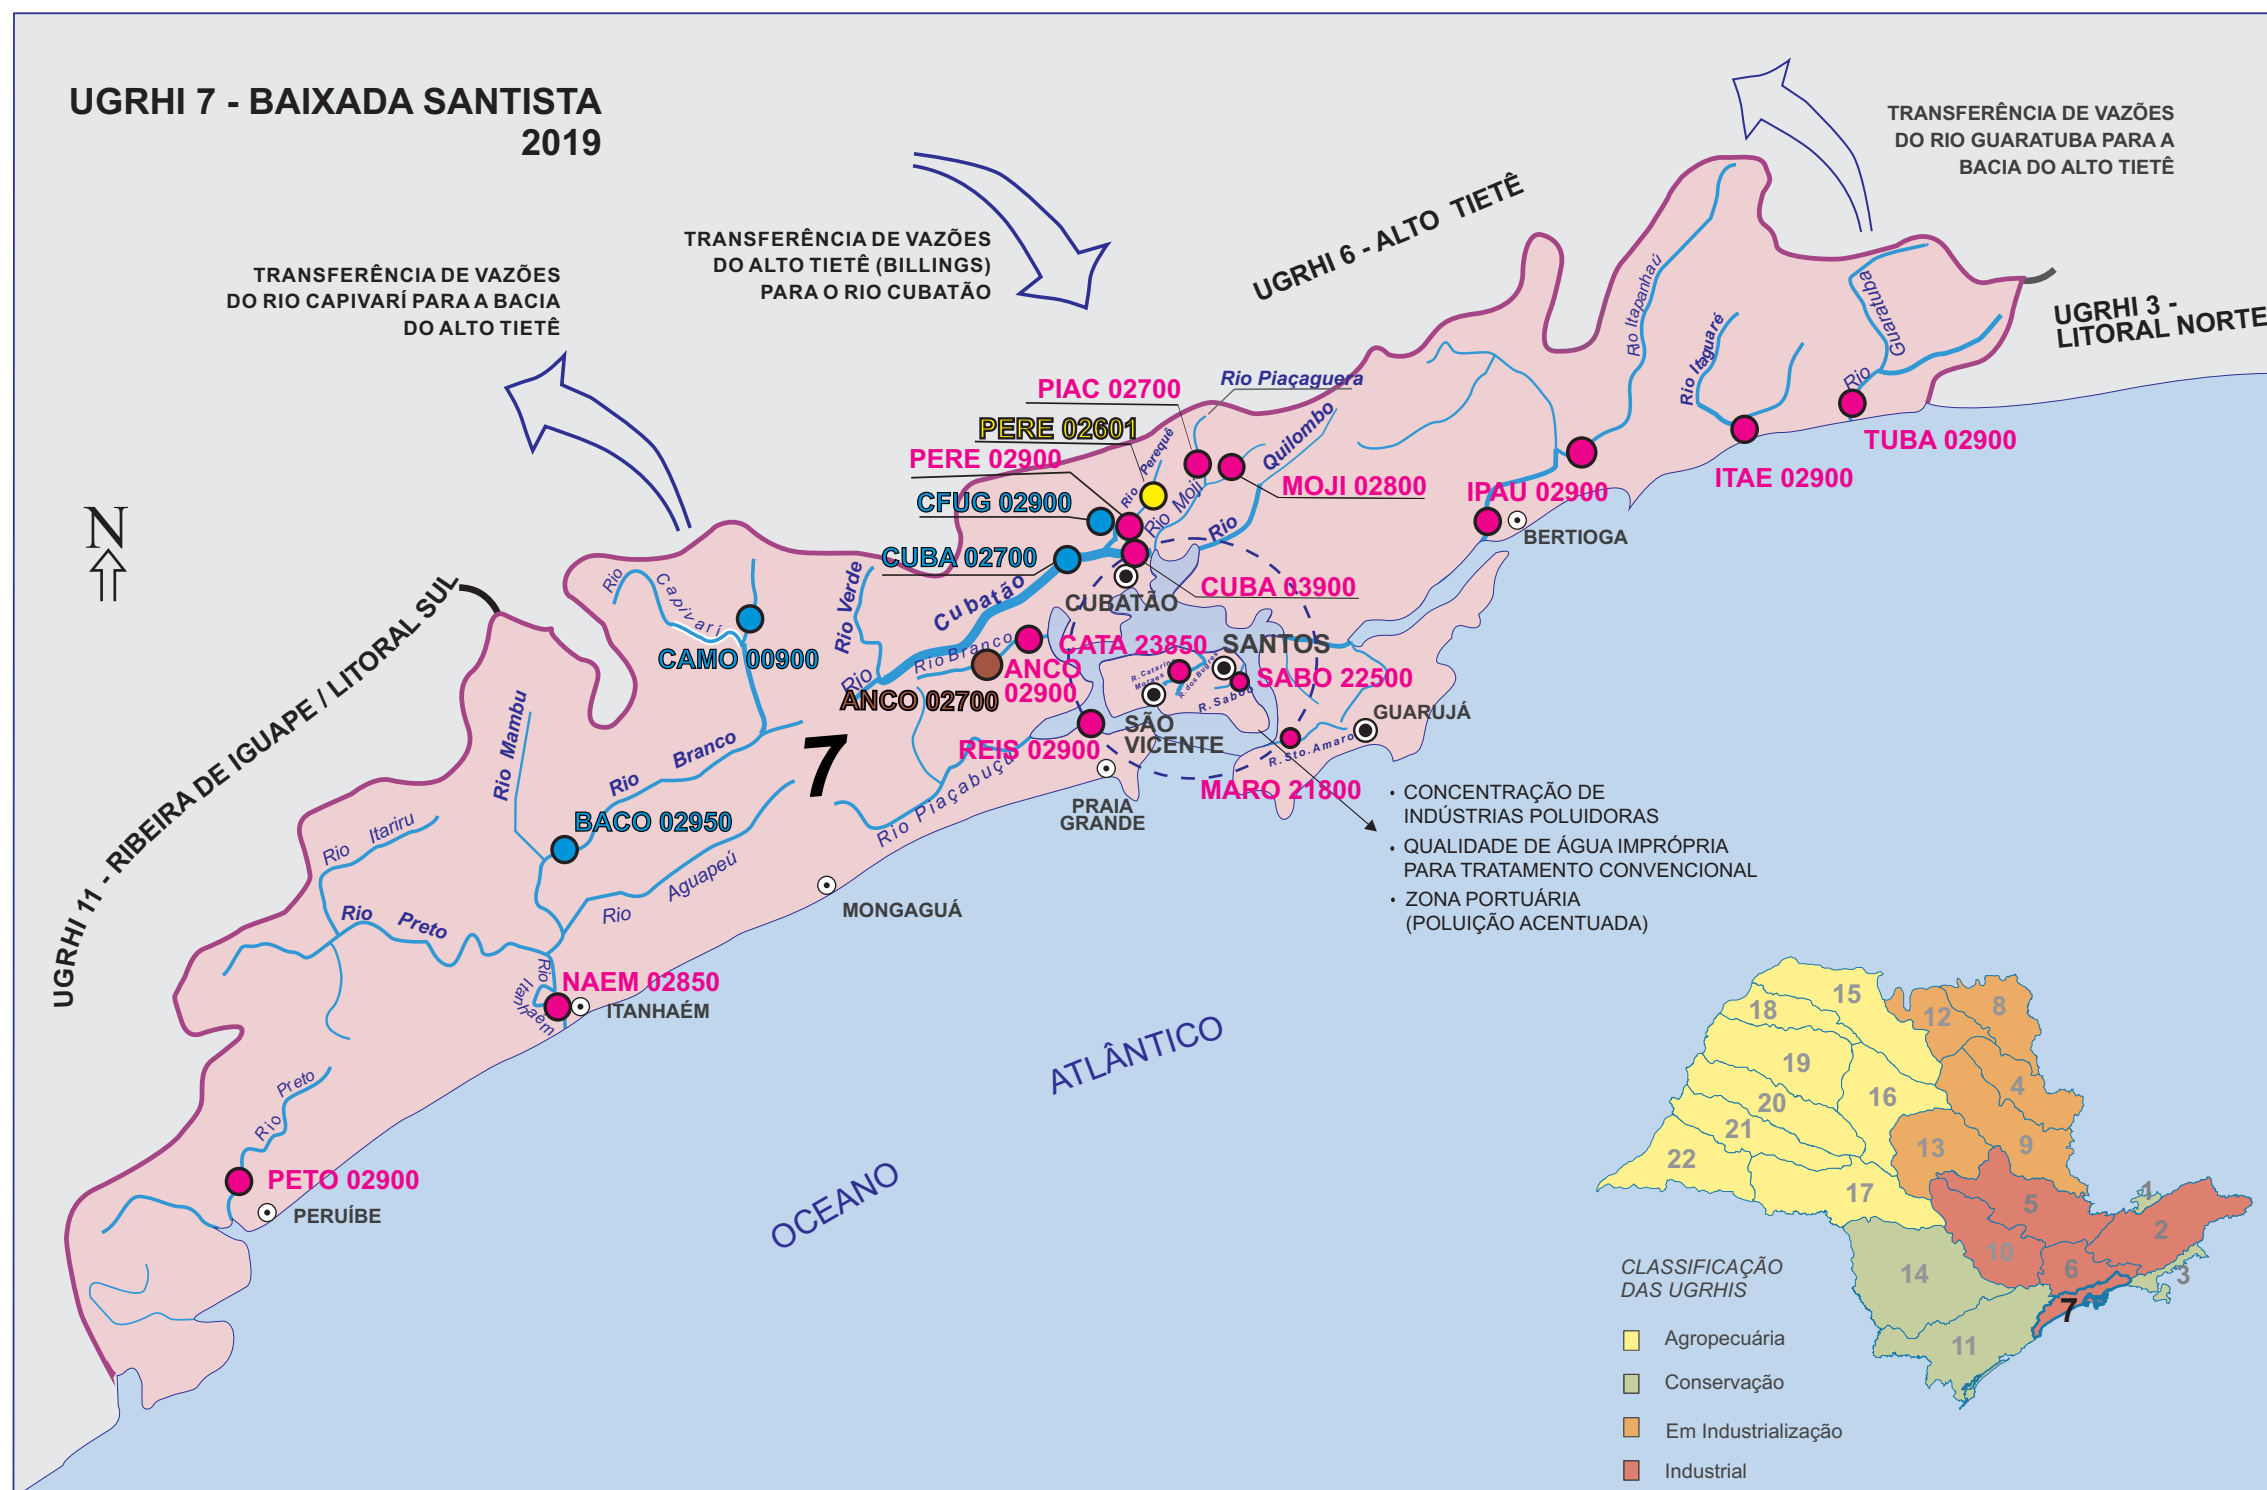 UGRHI 7 - BAIXADA SANTISTA
2019
TRANSFERÊNCIA DE VAZÕES
DO RIO GUARATUBA PARA A
BACIA DO ALTO TIETÊ
TRANSFERÊNCIA DE VAZÕES
DO ALTO TIETÊ (BILLINGS)
PARA O RIO CUBATÃO
TRANSFERÊNCIA DE VAZÕES
DO RIO CAPIVARÍ PARA A BACIA
DO ALTO TIETÊ
UGRHI 6 - ALTO TIETÊ
UGRHI 3 -
LITORAL NORTE
UGRHI 11 - RIBEIRA DE IGUAPE / LITORAL SUL
N
Rio Itapanhaú
Rio Itaguaré
Rio Guaratuba
PIAC 02700
Rio Piaçaguera
PERE 02601
PERE 02900
Rio Perequê
CFUG 02900
CUBA 02700
Rio Moji
Rio Quilombo
MOJI 02800
IPAU 02900
ITAE 02900
TUBA 02900
BERTIOGA
CUBA 03900
CUBATÃO
Rio Cubatão
Rio Verde
Rio Capivarí
CAMO 00900
Rio Branco
CATA 23850
ANCO
02900
ANCO 02700
SANTOS
SABO 22500
R. Catarina
Moraes
R. dos Bugres
R. Saboó
GUARUJÁ
SÃO
VICENTE
REIS 02900
R. Sto. Amaro
MARO 21800
PRAIA
GRANDE
Rio Piaçabuçu
7
Rio Mambu
Rio Branco
BACO 02950
Rio Itariru
Rio Aguapeú
MONGAGUÁ
Rio Preto
Rio Itanhaém
NAEM 02850
ITANHAÉM
Rio Preto
PETO 02900
PERUÍBE
• CONCENTRAÇÃO DE
INDÚSTRIAS POLUIDORAS
• QUALIDADE DE ÁGUA IMPRÓPRIA
PARA TRATAMENTO CONVENCIONAL
• ZONA PORTUÁRIA
(POLUIÇÃO ACENTUADA)
OCEANO ATLÂNTICO
15
18
12
8
19
4
20
16
21
13
9
22
17
1
5
2
10
14
6
3
7
11
CLASSIFICAÇÃO
DAS UGRHIS
Agropecuária
Conservação
Em Industrialização
Industrial